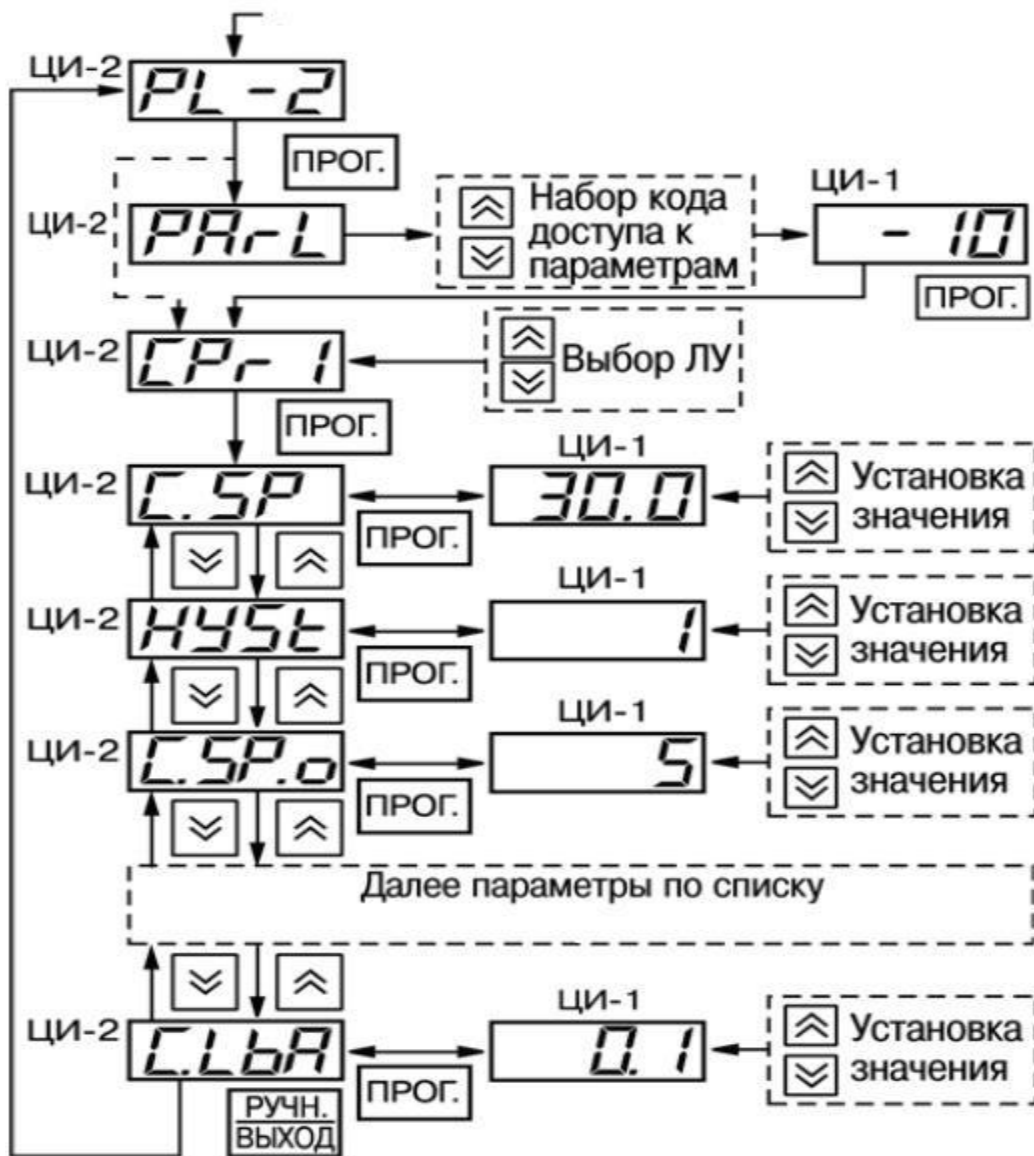 ЦИ-2
PL-2
ПРОГ.
ЦИ-2
PArL
Набор кода
доступа к
параметрам
ЦИ-1
-10
ПРОГ.
ЦИ-2
CPr 1
Выбор ЛУ
ПРОГ.
ЦИ-2
C.SP
ПРОГ.
ЦИ-1
30.0
Установка
значения
ЦИ-2
HYSt
ПРОГ.
ЦИ-1
1
Установка
значения
ЦИ-2
C.SP.o
ПРОГ.
ЦИ-1
5
Установка
значения
Далее параметры по списку
ЦИ-2
C.LbA
РУЧН.
ВЫХОД
ПРОГ.
ЦИ-1
0.1
Установка
значения